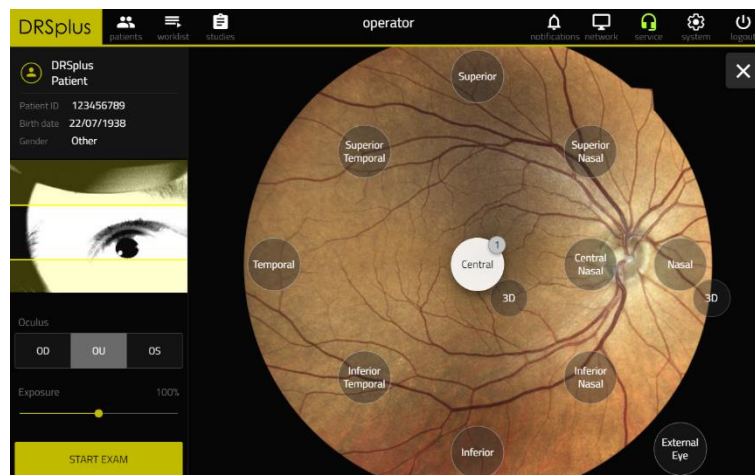 DRSplus
patients
worklist
studies
operator
notifications
network
service
system
logout
DRSplus
Patient
Patient ID 123456789
Birth date 22/07/1938
Gender Other
Oculus
OD OU OS
Exposure 100%
START EXAM
Superior
Superior
Temporal
Superior
Nasal
Temporal
Central
1
3D
Central
Nasal
Nasal
3D
Inferior
Temporal
Inferior
Nasal
Inferior
External
Eye